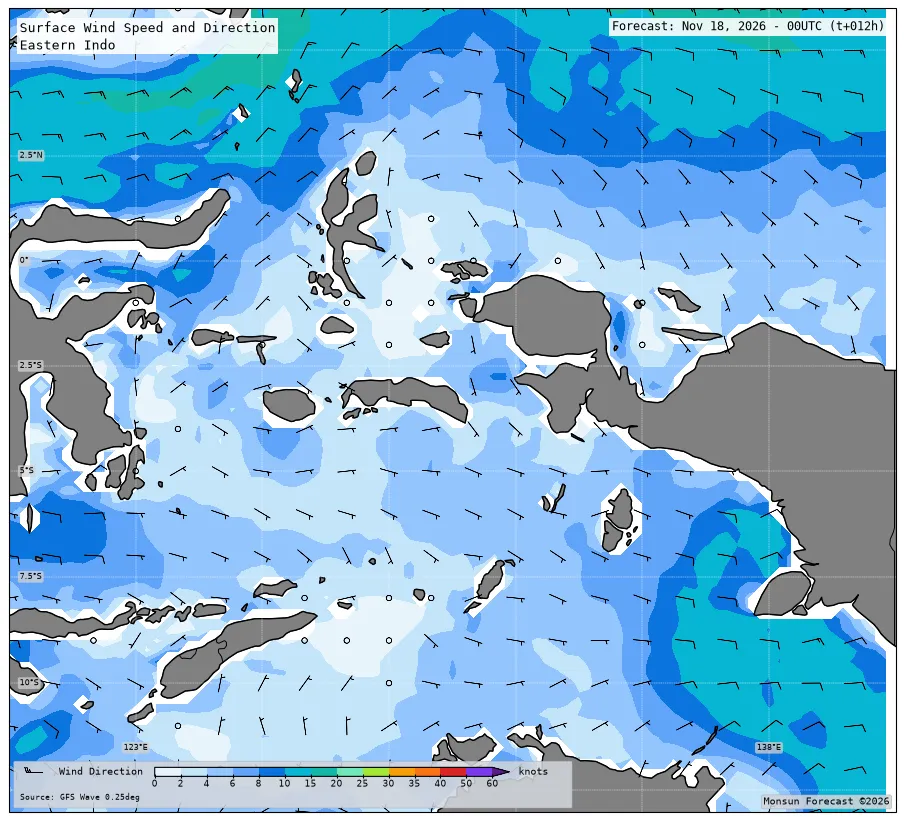 Surface Wind Speed and Direction
Eastern Indo
Forecast: Nov 18, 2026 - 00UTC (t+012h)
2.5°N
0°
2.5°S
5°S
7.5°S
10°S
123°E
138°E
Wind Direction
0 2 4 6 8 10 15 20 25 30 35 40 50 60
knots
Source: GFS Wave 0.25deg
Monsun Forecast ©2026